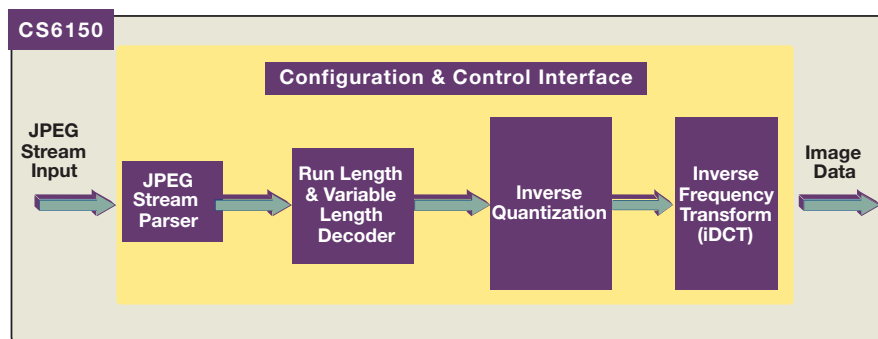 CS6150
Configuration & Control Interface
JPEG
Stream
Input
JPEG
Stream
Parser
Run Length
& Variable
Length
Decoder
Inverse
Quantization
Inverse
Frequency
Transform
(iDCT)
Image
Data